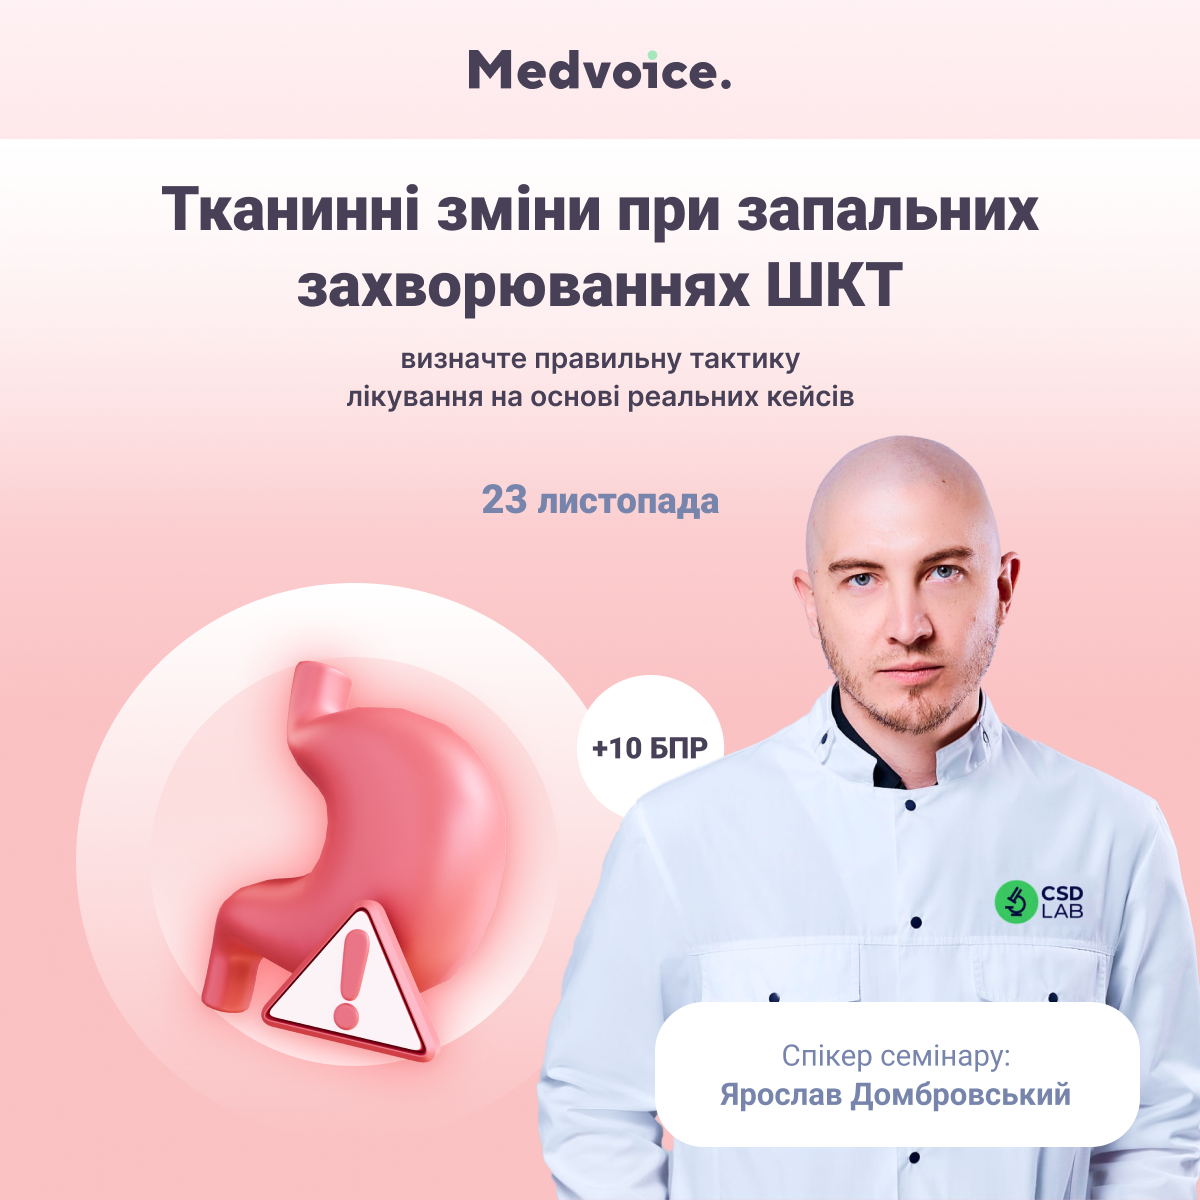 Medvoice.
Тканинні зміни при запальних
захворюваннях ШКТ
визначте правильну тактику
лікування на основі реальних кейсів
23 листопада
+10 БПР
CSD
LAB
Спікер семінару:
Ярослав Домбровський